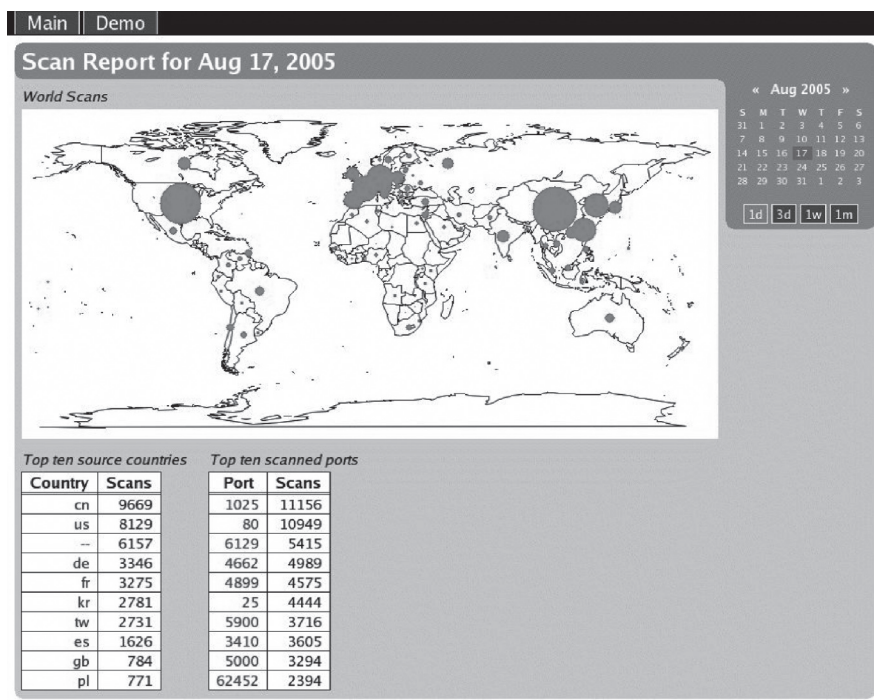 Main Demo
Scan Report for Aug 17, 2005
World Scans
« Aug 2005 »
S M T W T F S
31 1 2 3 4 5 6
7 8 9 10 11 12 13
14 15 16 17 18 19 20
21 22 23 24 25 26 27
28 29 30 31 1 2 3
1d 3d 1w 1m
Top ten source countries
Country Scans
cn 9669
us 8129
-- 6157
de 3346
fr 3275
kr 2781
tw 2731
es 1626
gb 784
pl 771
Top ten scanned ports
Port Scans
1025 11156
80 10949
6129 5415
4662 4989
4899 4575
25 4444
5900 3716
3410 3605
5000 3294
62452 2394